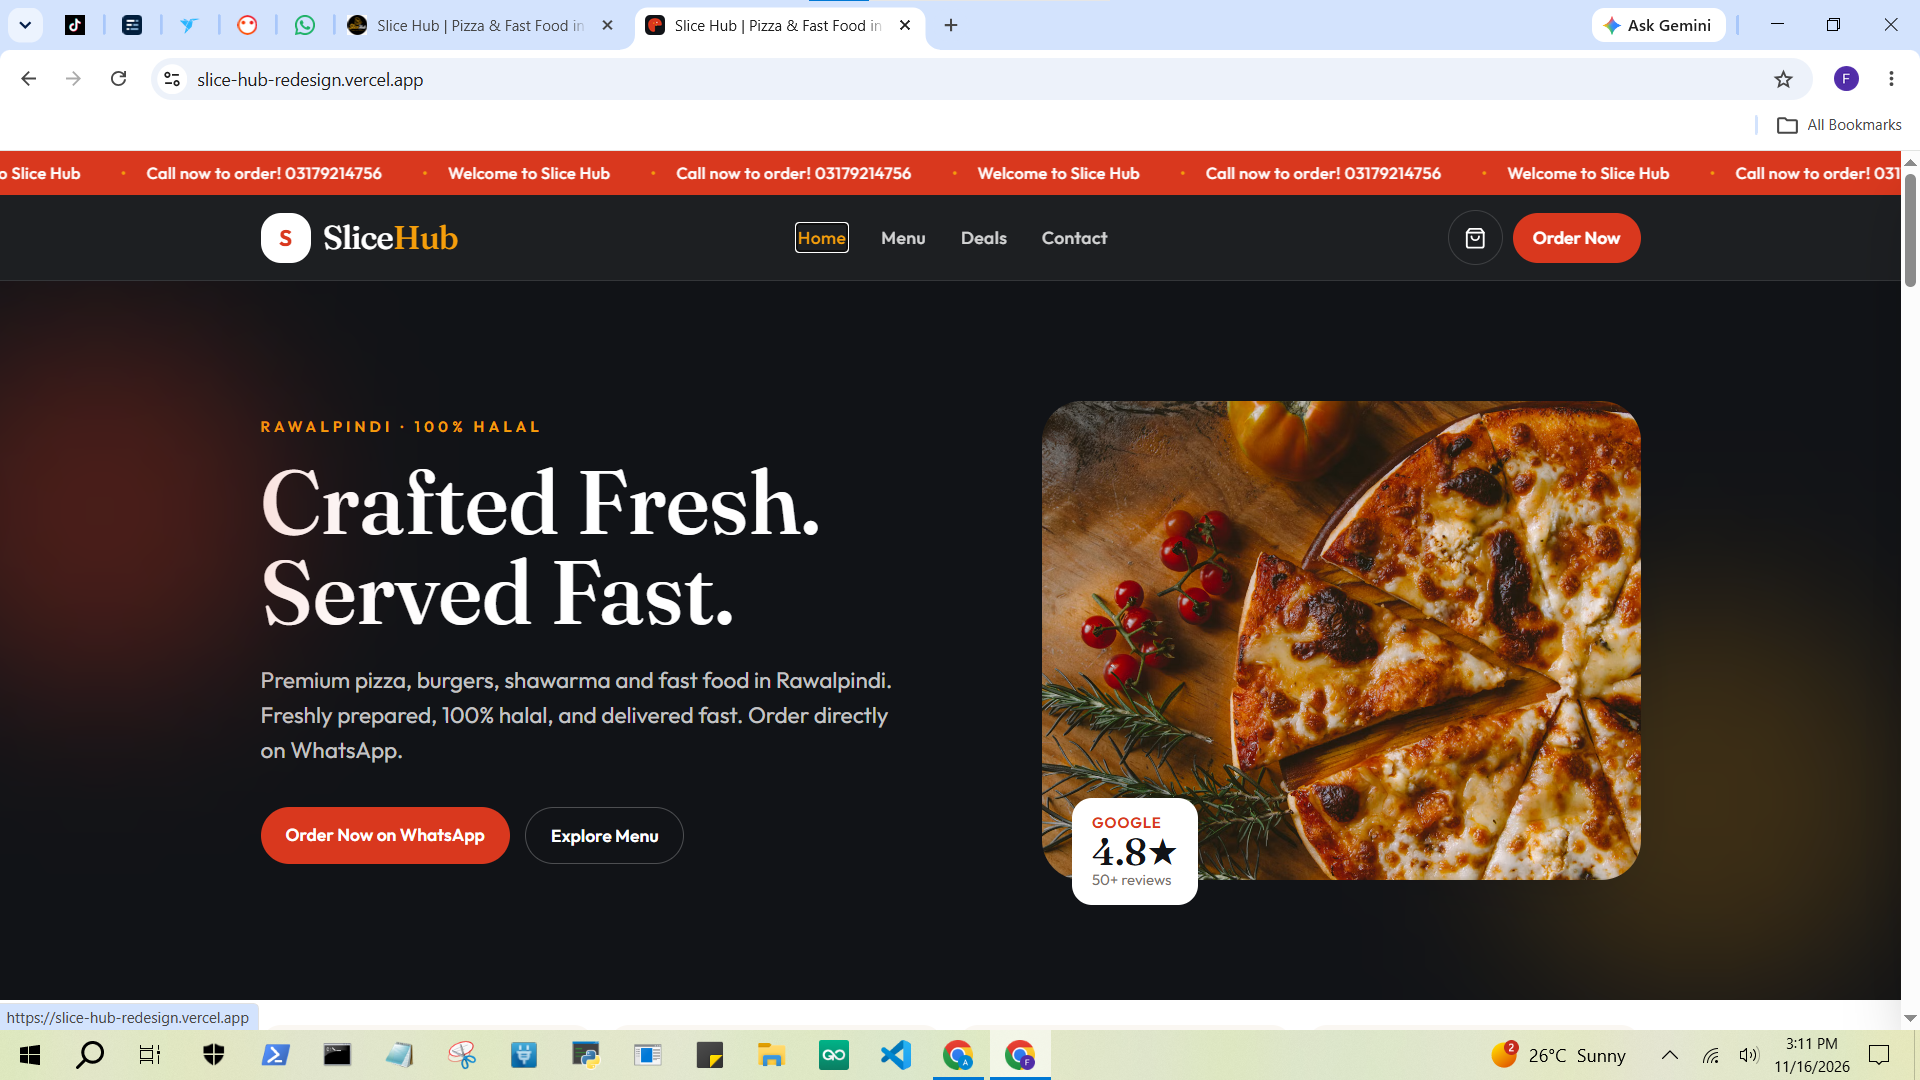 Slice Hub | Pizza & Fast Food in
Slice Hub | Pizza & Fast Food in
Ask Gemini
slice-hub-redesign.vercel.app
F
All Bookmarks
o Slice Hub • Call now to order! 03179214756 • Welcome to Slice Hub • Call now to order! 03179214756 • Welcome to Slice Hub • Call now to order! 03179214756 • Welcome to Slice Hub • Call now to order! 031
S SliceHub
Home
Menu
Deals
Contact
Order Now
RAWALPINDI · 100% HALAL
Crafted Fresh.
Served Fast.
Premium pizza, burgers, shawarma and fast food in Rawalpindi.
Freshly prepared, 100% halal, and delivered fast. Order directly
on WhatsApp.
Order Now on WhatsApp
Explore Menu
GOOGLE
4.8★
50+ reviews
https://slice-hub-redesign.vercel.app
A
F
2
26°C Sunny
3:11 PM
11/16/2026